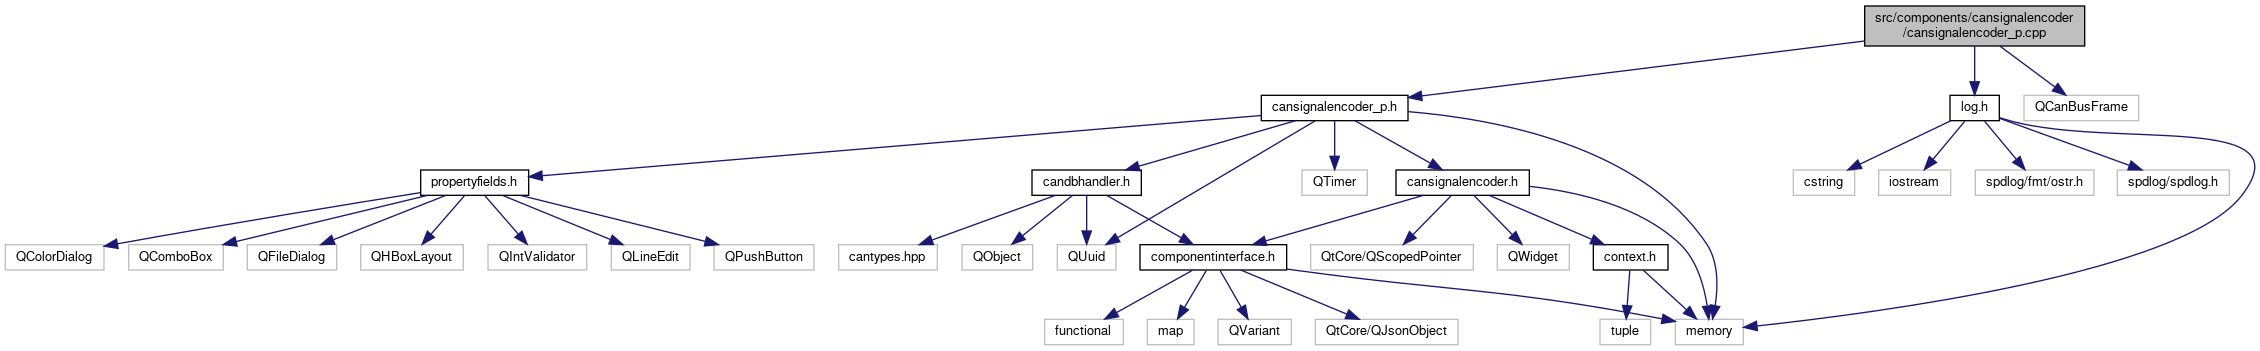 src/components/cansignalencoder
/cansignalencoder_p.cpp
cansignalencoder_p.h
log.h
QCanBusFrame
propertyfields.h
candbhandler.h
QTimer
cansignalencoder.h
cstring
iostream
spdlog/fmt/ostr.h
spdlog/spdlog.h
QColorDialog
QComboBox
QFileDialog
QHBoxLayout
QIntValidator
QLineEdit
QPushButton
cantypes.hpp
QObject
QUuid
componentinterface.h
QtCore/QScopedPointer
QWidget
context.h
functional
map
QVariant
QtCore/QJsonObject
tuple
memory